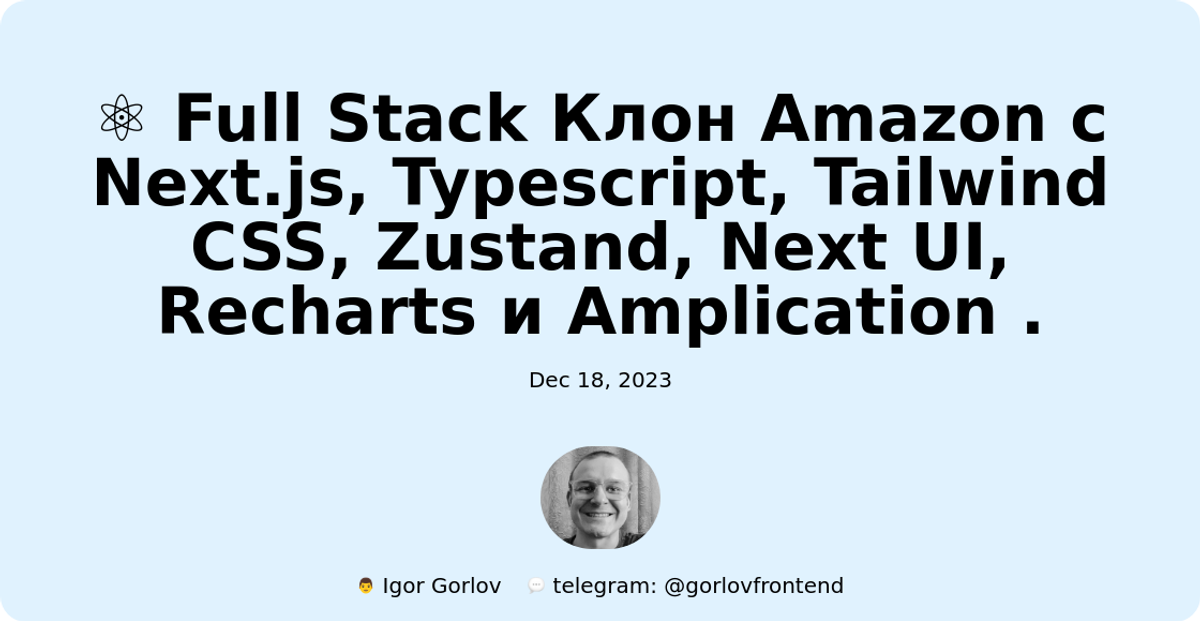 ⚛ Full Stack Клон Amazon с
Next.js, Typescript, Tailwind
CSS, Zustand, Next UI,
Recharts и Amplication .
Dec 18, 2023
👨 Igor Gorlov 💬 telegram: @gorlovfrontend